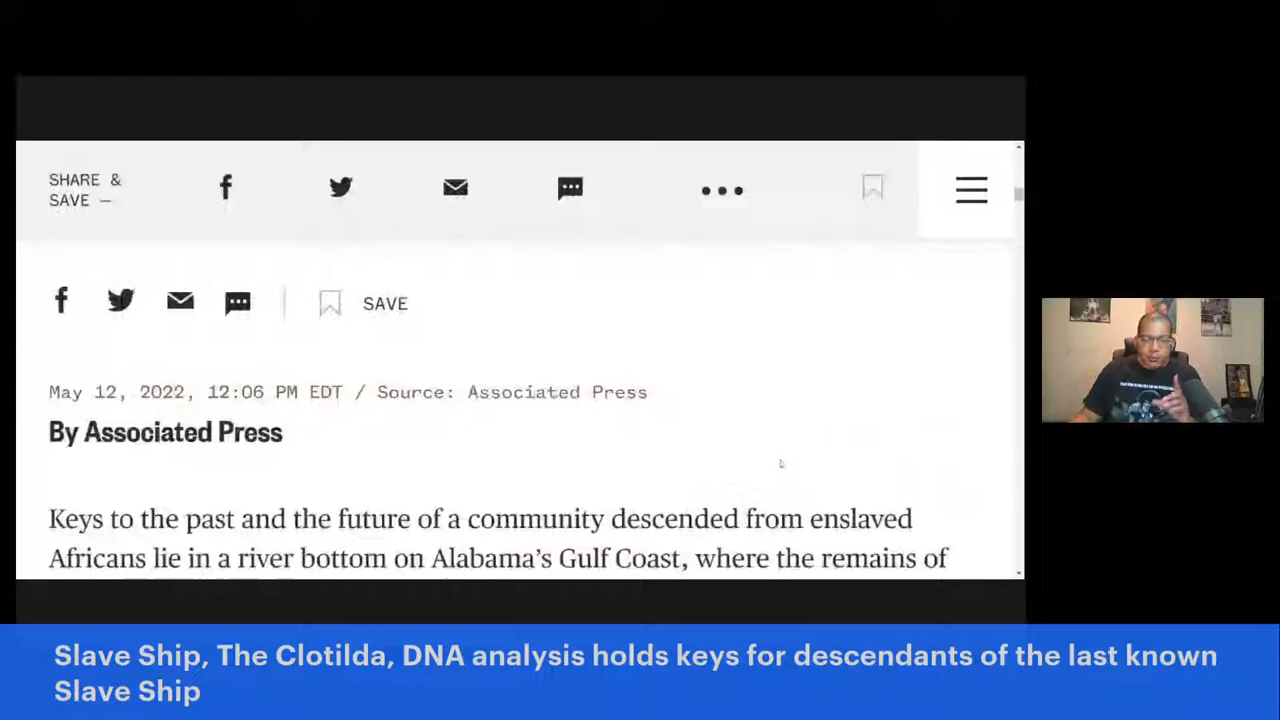 SHARE &
SAVE —
SAVE
May 12, 2022, 12:06 PM EDT / Source: Associated Press
By Associated Press
Keys to the past and the future of a community descended from enslaved
Africans lie in a river bottom on Alabama's Gulf Coast, where the remains of
Slave Ship, The Clotilda, DNA analysis holds keys for descendants of the last known
Slave Ship